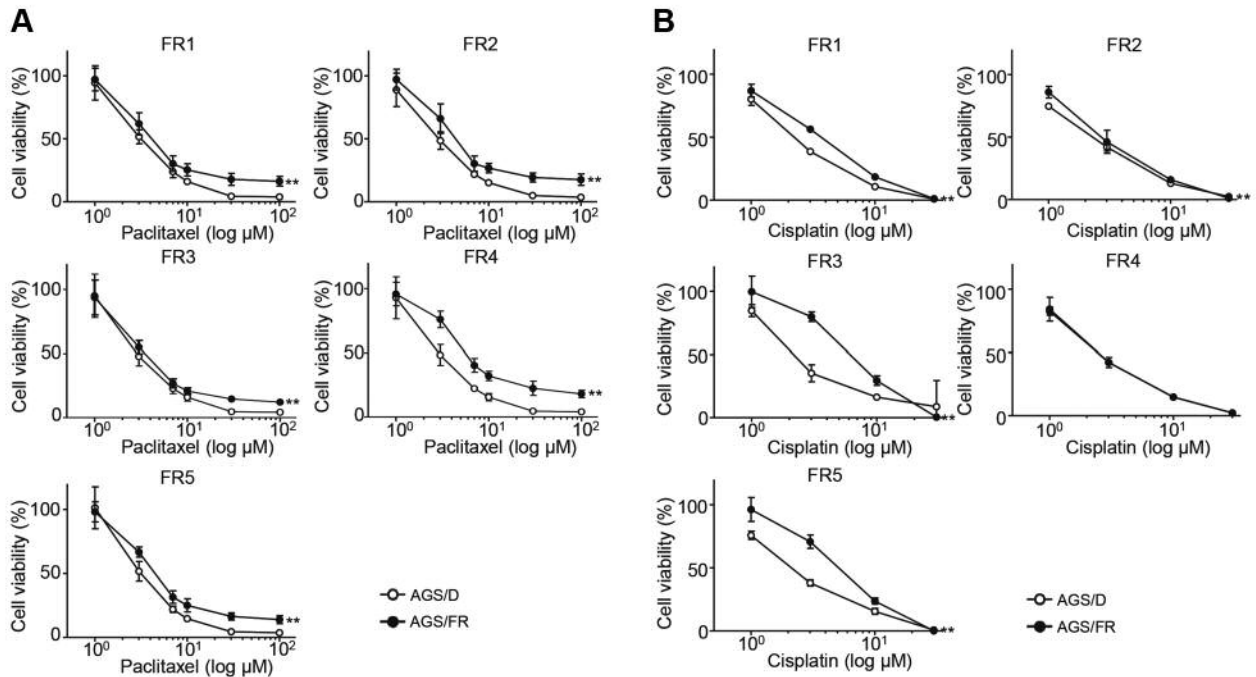 A
FR1
Cell viability (%)
100
50
0
10⁰ 10¹ 10²
Paclitaxel (log µM)
**
FR2
Cell viability (%)
100
50
0
10⁰ 10¹ 10²
Paclitaxel (log µM)
**
FR3
Cell viability (%)
100
50
0
10⁰ 10¹ 10²
Paclitaxel (log µM)
**
FR4
Cell viability (%)
100
50
0
10⁰ 10¹ 10²
Paclitaxel (log µM)
**
FR5
Cell viability (%)
100
50
0
10⁰ 10¹ 10²
Paclitaxel (log µM)
**
AGS/D
AGS/FR
B
FR1
Cell viability (%)
100
50
0
10⁰ 10¹
Cisplatin (log µM)
**
FR2
Cell viability (%)
100
50
0
10⁰ 10¹
Cisplatin (log µM)
**
FR3
Cell viability (%)
100
50
0
10⁰ 10¹
Cisplatin (log µM)
**
FR4
Cell viability (%)
100
50
0
10⁰ 10¹
Cisplatin (log µM)
FR5
Cell viability (%)
100
50
0
10⁰ 10¹
Cisplatin (log µM)
**
AGS/D
AGS/FR